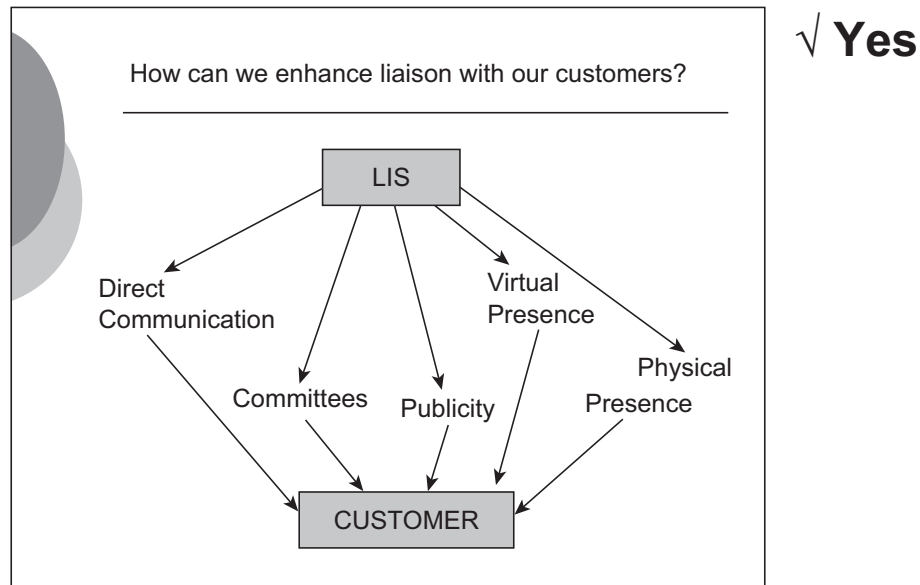 How can we enhance liaison with our customers?
√ Yes
LIS
Direct
Communication
Virtual
Presence
Committees
Publicity
Physical
Presence
CUSTOMER